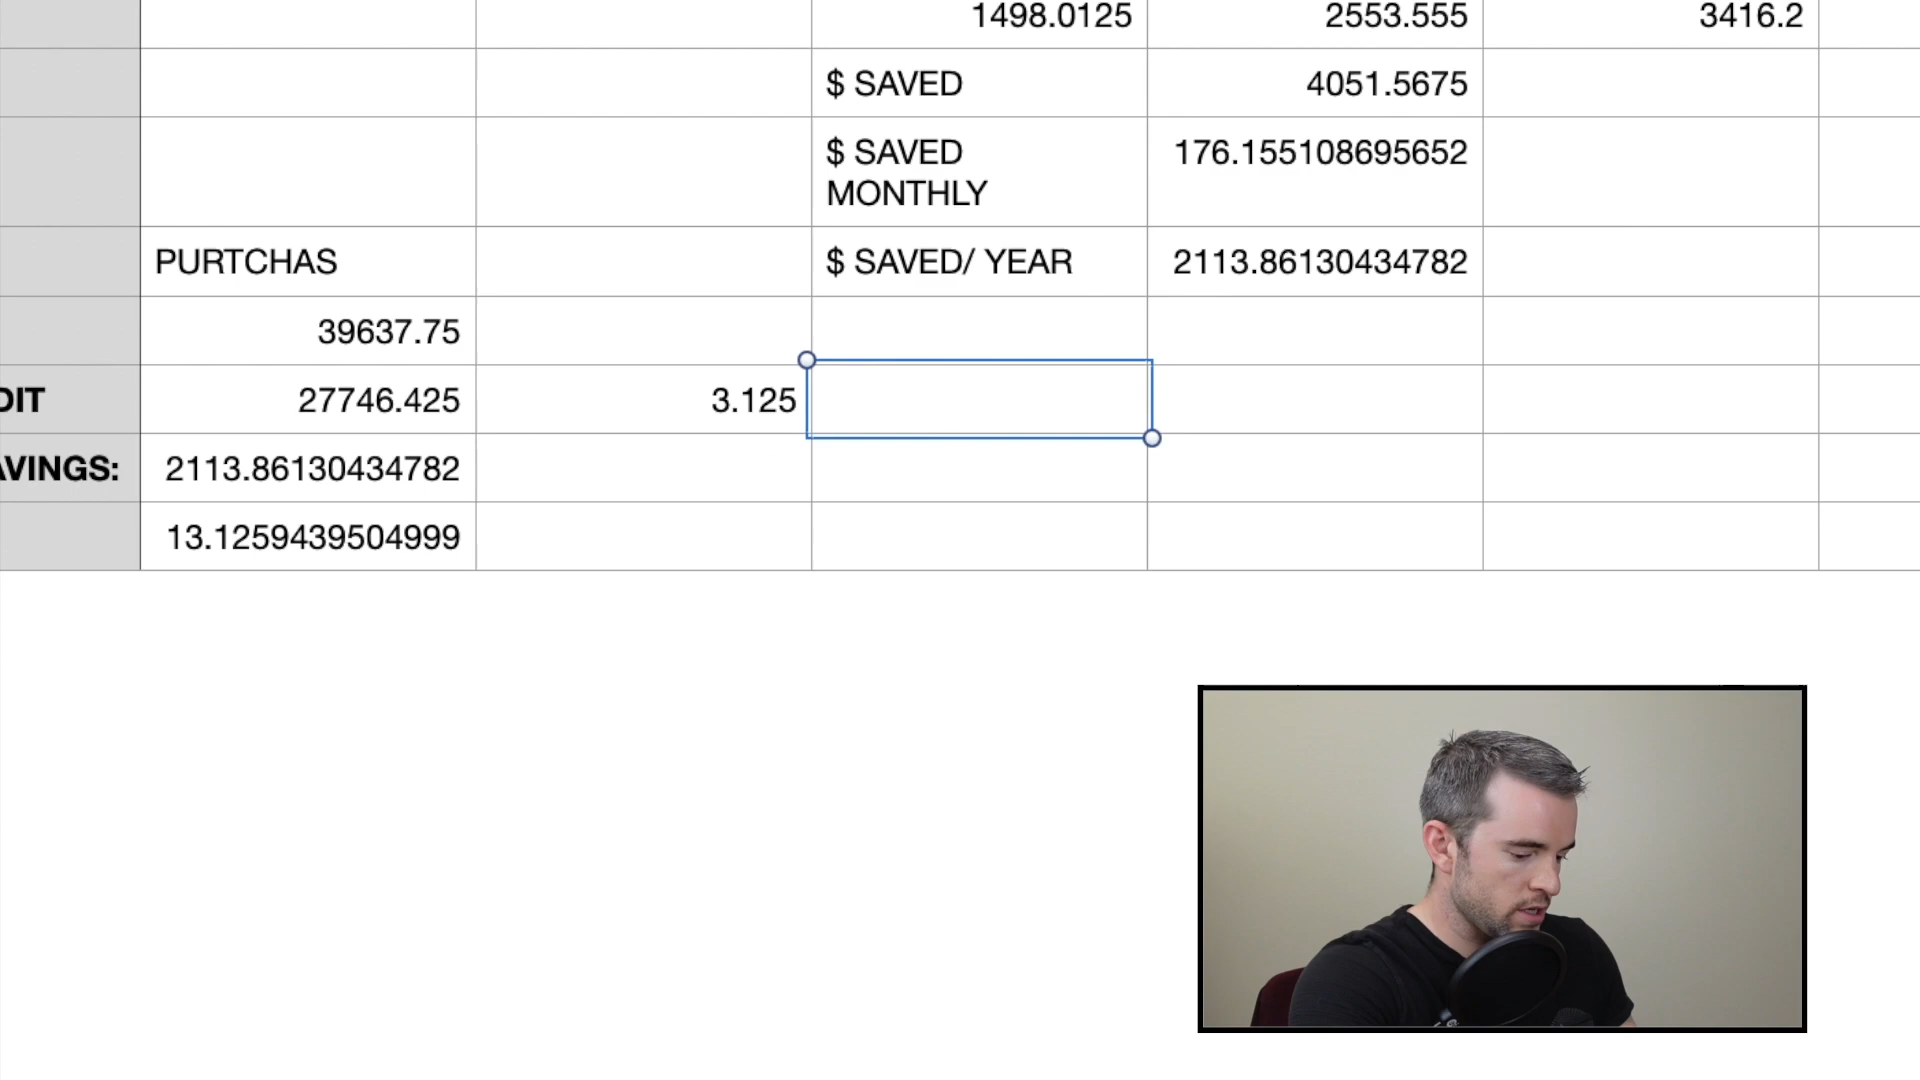 1498.0125 2553.555 3416.2
$ SAVED 4051.5675
$ SAVED 176.155108695652
MONTHLY
PURTCHAS $ SAVED/ YEAR 2113.86130434782
39637.75
DIT 27746.425 3.125
AVINGS: 2113.86130434782
13.1259439504999